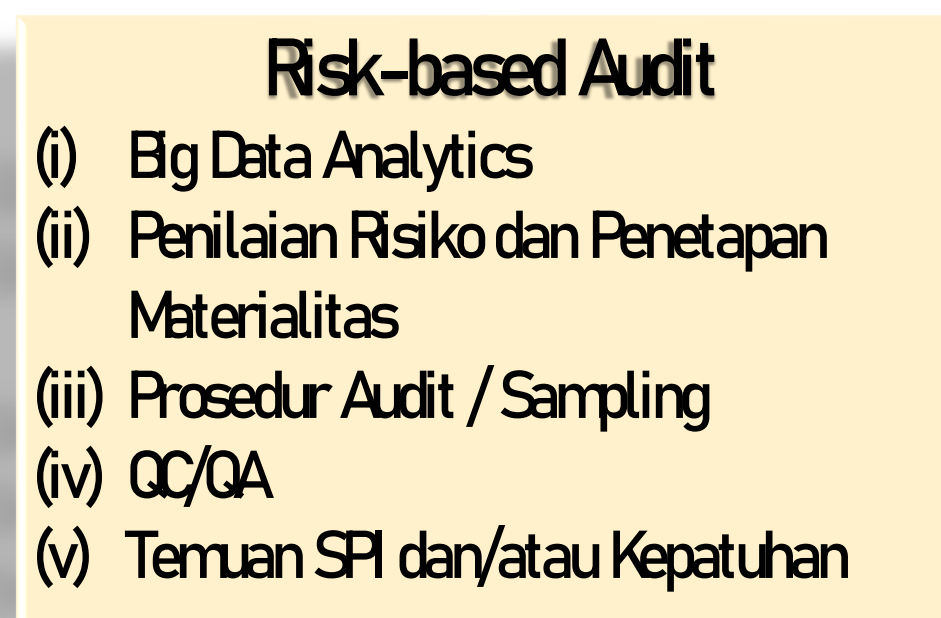 Risk-based Audit
(i) Big Data Analytics
(ii) Penilaian Risiko dan Penetapan
Materialitas
(iii) Prosedur Audit / Sampling
(iv) QC/QA
(v) Temuan SPI dan/atau Kepatuhan